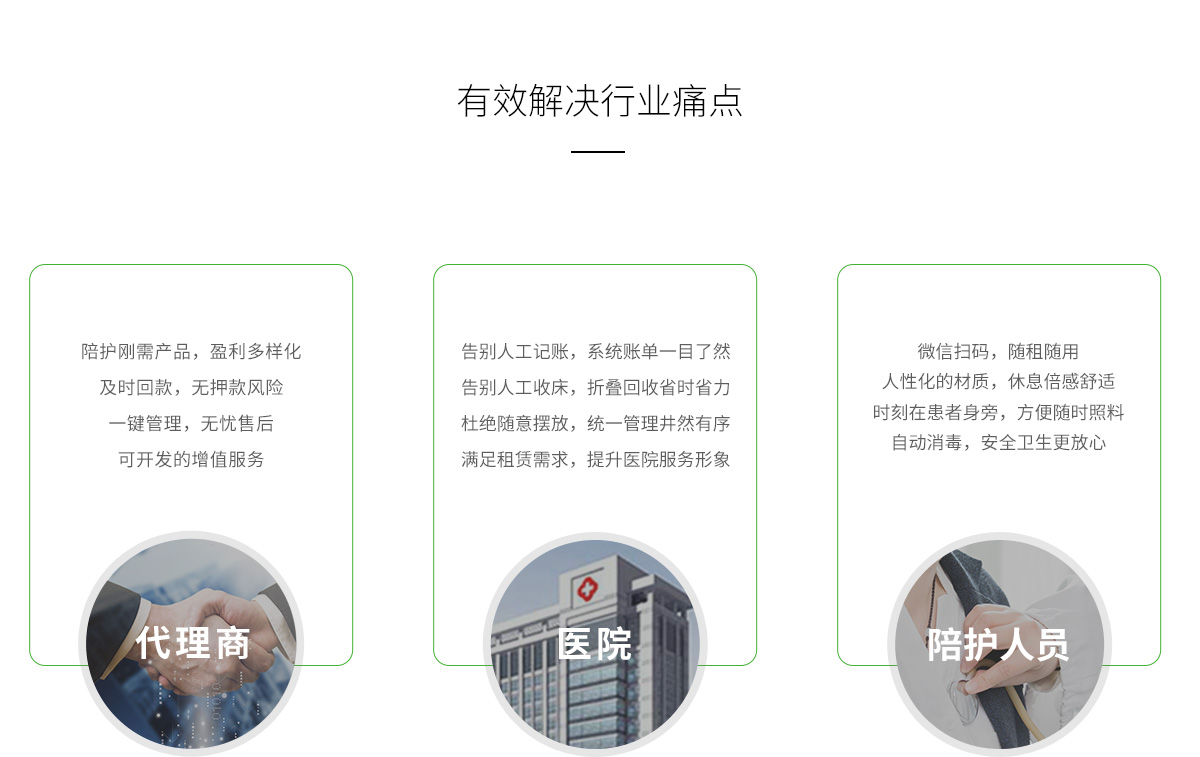 有效解决行业痛点
陪护刚需产品，盈利多样化
及时回款，无押款风险
一键管理，无忧售后
可开发的增值服务
代理商
告别人工记账，系统账单一目了然
告别人工收床，折叠回收省时省力
杜绝随意摆放，统一管理井然有序
满足租赁需求，提升医院服务形象
医院
微信扫码，随租随用
人性化的材质，休息倍感舒适
时刻在患者身旁，方便随时照料
自动消毒，安全卫生更放心
陪护人员